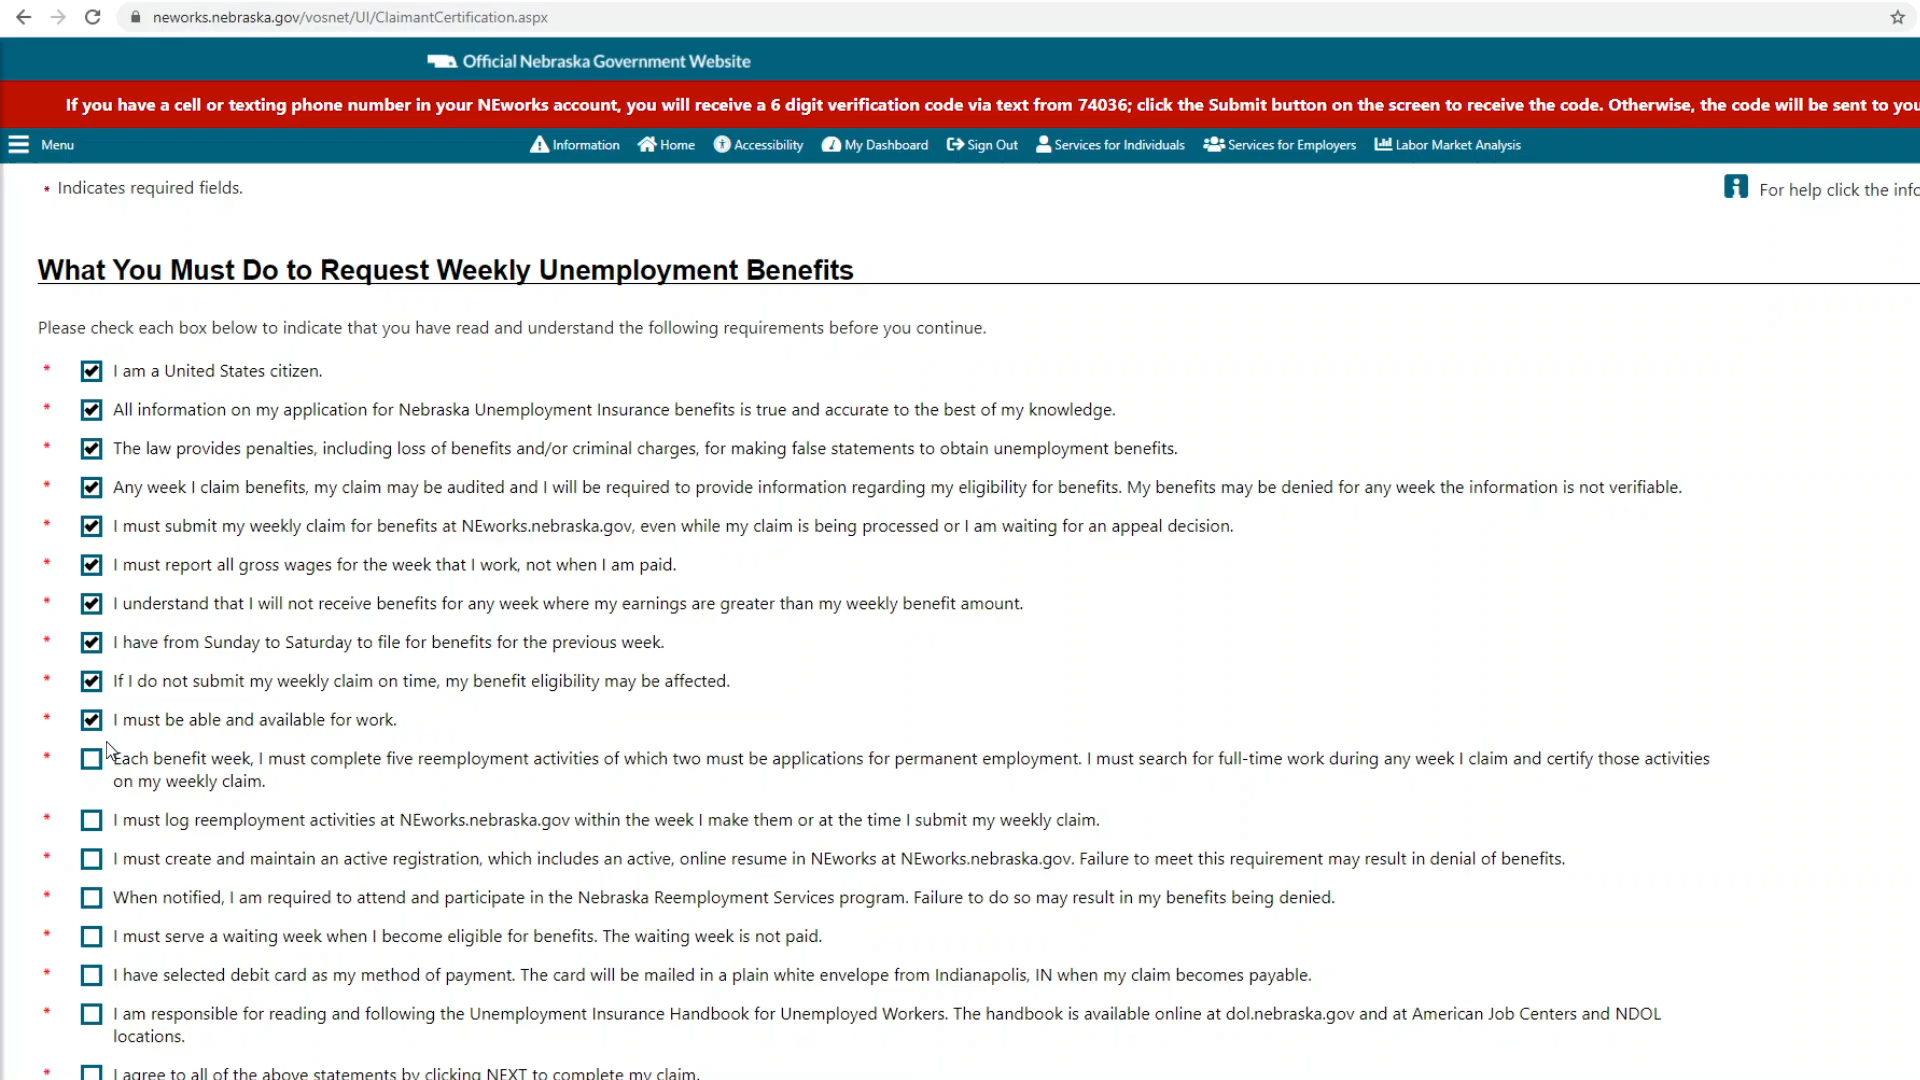 neworks.nebraska.gov/vosnet/UI/ClaimantCertification.aspx
Official Nebraska Government Website
If you have a cell or texting phone number in your NEworks account, you will receive a 6 digit verification code via text from 74036; click the Submit button on the screen to receive the code. Otherwise, the code will be sent to you
Menu Information Home Accessibility My Dashboard Sign Out Services for Individuals Services for Employers Labor Market Analysis
* Indicates required fields.
For help click the info
What You Must Do to Request Weekly Unemployment Benefits
Please check each box below to indicate that you have read and understand the following requirements before you continue.
* I am a United States citizen.
* All information on my application for Nebraska Unemployment Insurance benefits is true and accurate to the best of my knowledge.
* The law provides penalties, including loss of benefits and/or criminal charges, for making false statements to obtain unemployment benefits.
* Any week I claim benefits, my claim may be audited and I will be required to provide information regarding my eligibility for benefits. My benefits may be denied for any week the information is not verifiable.
* I must submit my weekly claim for benefits at NEworks.nebraska.gov, even while my claim is being processed or I am waiting for an appeal decision.
* I must report all gross wages for the week that I work, not when I am paid.
* I understand that I will not receive benefits for any week where my earnings are greater than my weekly benefit amount.
* I have from Sunday to Saturday to file for benefits for the previous week.
* If I do not submit my weekly claim on time, my benefit eligibility may be affected.
* I must be able and available for work.
* Each benefit week, I must complete five reemployment activities of which two must be applications for permanent employment. I must search for full-time work during any week I claim and certify those activities
on my weekly claim.
* I must log reemployment activities at NEworks.nebraska.gov within the week I make them or at the time I submit my weekly claim.
* I must create and maintain an active registration, which includes an active, online resume in NEworks at NEworks.nebraska.gov. Failure to meet this requirement may result in denial of benefits.
* When notified, I am required to attend and participate in the Nebraska Reemployment Services program. Failure to do so may result in my benefits being denied.
* I must serve a waiting week when I become eligible for benefits. The waiting week is not paid.
* I have selected debit card as my method of payment. The card will be mailed in a plain white envelope from Indianapolis, IN when my claim becomes payable.
* I am responsible for reading and following the Unemployment Insurance Handbook for Unemployed Workers. The handbook is available online at dol.nebraska.gov and at American Job Centers and NDOL
locations.
* I agree to all of the above statements by clicking NEXT to complete my claim.